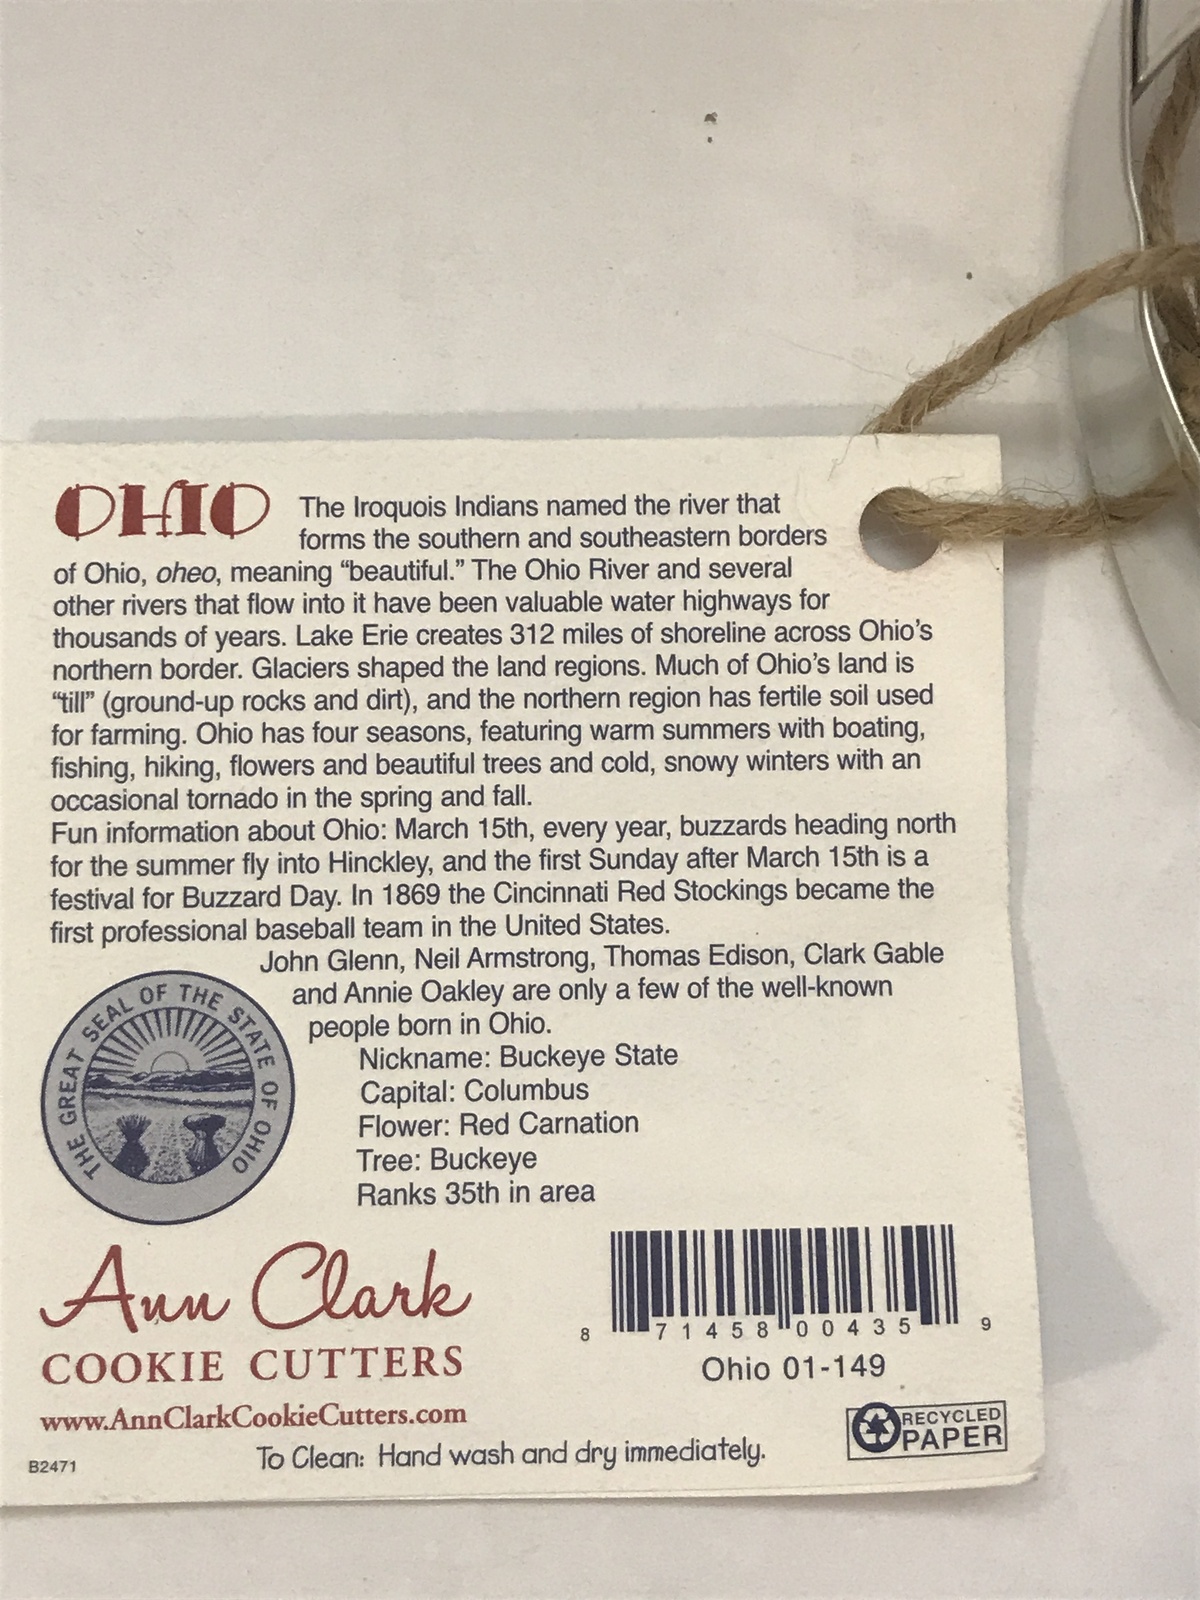 OHIO The Iroquois Indians named the river that
forms the southern and southeastern borders
of Ohio, oheo, meaning “beautiful.” The Ohio River and several
other rivers that flow into it have been valuable water highways for
thousands of years. Lake Erie creates 312 miles of shoreline across Ohio’s
northern border. Glaciers shaped the land regions. Much of Ohio’s land is
“till” (ground-up rocks and dirt), and the northern region has fertile soil used
for farming. Ohio has four seasons, featuring warm summers with boating,
fishing, hiking, flowers and beautiful trees and cold, snowy winters with an
occasional tornado in the spring and fall.
Fun information about Ohio: March 15th, every year, buzzards heading north
for the summer fly into Hinckley, and the first Sunday after March 15th is a
festival for Buzzard Day. In 1869 the Cincinnati Red Stockings became the
first professional baseball team in the United States.
John Glenn, Neil Armstrong, Thomas Edison, Clark Gable
and Annie Oakley are only a few of the well-known
people born in Ohio.
THE GREAT SEAL OF THE STATE OF OHIO
Nickname: Buckeye State
Capital: Columbus
Flower: Red Carnation
Tree: Buckeye
Ranks 35th in area
Ann Clark
COOKIE CUTTERS
www.AnnClarkCookieCutters.com
8 71458 00435 9
Ohio 01-149
RECYCLED
PAPER
To Clean: Hand wash and dry immediately.
B2471